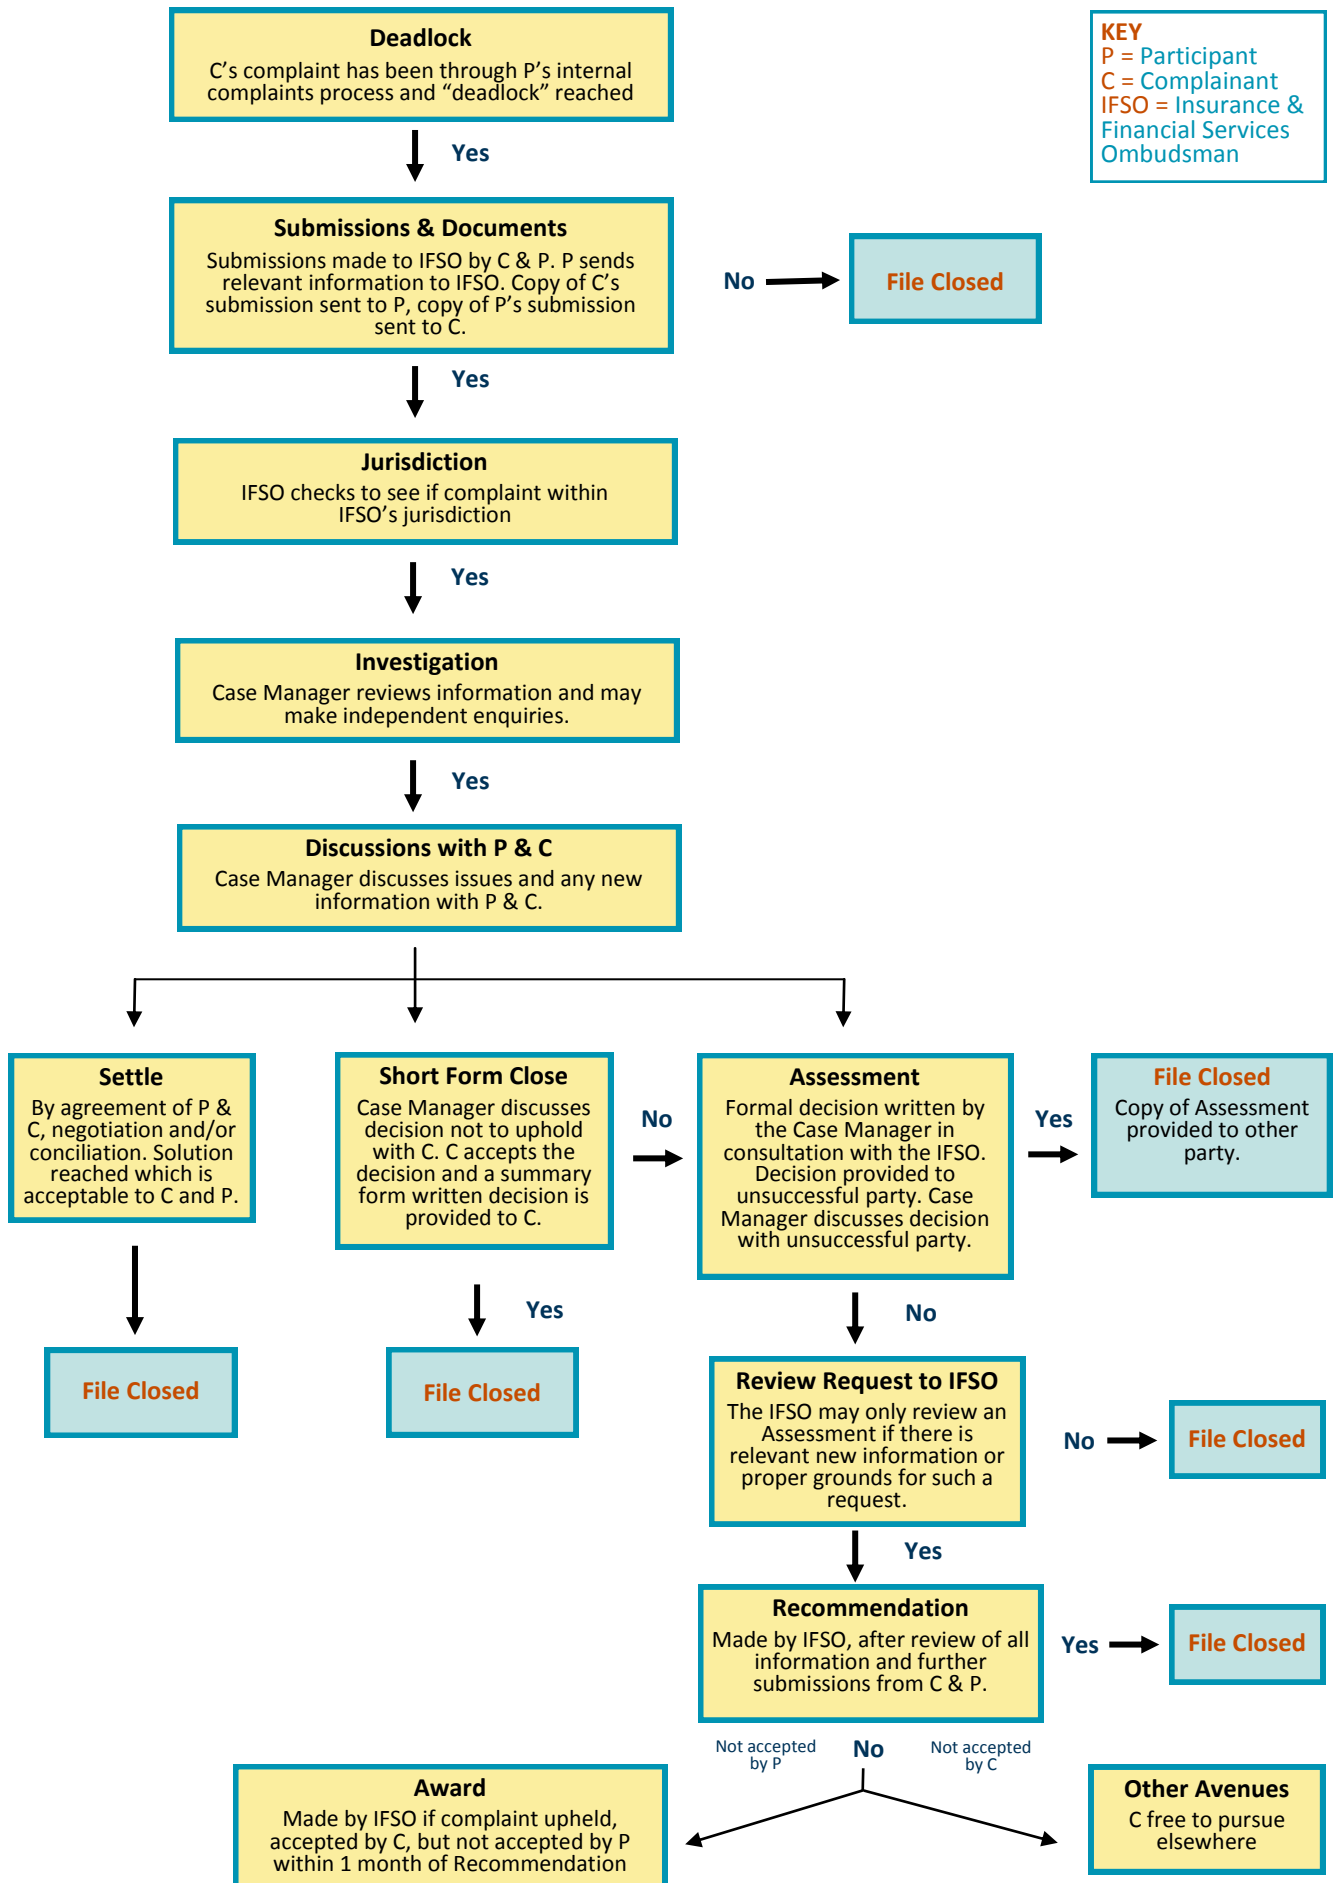 Deadlock
C's complaint has been through P's internal
complaints process and “deadlock” reached
KEY
P = Participant
C = Complainant
IFSO = Insurance &
Financial Services
Ombudsman
Yes
Submissions & Documents
Submissions made to IFSO by C & P. P sends
relevant information to IFSO. Copy of C’s
submission sent to P, copy of P’s submission
sent to C.
No
File Closed
Yes
Jurisdiction
IFSO checks to see if complaint within
IFSO’s jurisdiction
Yes
Investigation
Case Manager reviews information and may
make independent enquiries.
Yes
Discussions with P & C
Case Manager discusses issues and any new
information with P & C.
Settle
By agreement of P &
C, negotiation and/or
conciliation. Solution
reached which is
acceptable to C and P.
File Closed
Short Form Close
Case Manager discusses
decision not to uphold
with C. C accepts the
decision and a summary
form written decision is
provided to C.
No
Yes
File Closed
Assessment
Formal decision written by
the Case Manager in
consultation with the IFSO.
Decision provided to
unsuccessful party. Case
Manager discusses decision
with unsuccessful party.
Yes
File Closed
Copy of Assessment
provided to other
party.
No
Review Request to IFSO
The IFSO may only review an
Assessment if there is
relevant new information or
proper grounds for such a
request.
No
File Closed
Yes
Recommendation
Made by IFSO, after review of all
information and further
submissions from C & P.
Yes
File Closed
Not accepted
by P
No
Not accepted
by C
Award
Made by IFSO if complaint upheld,
accepted by C, but not accepted by P
within 1 month of Recommendation
Other Avenues
C free to pursue
elsewhere